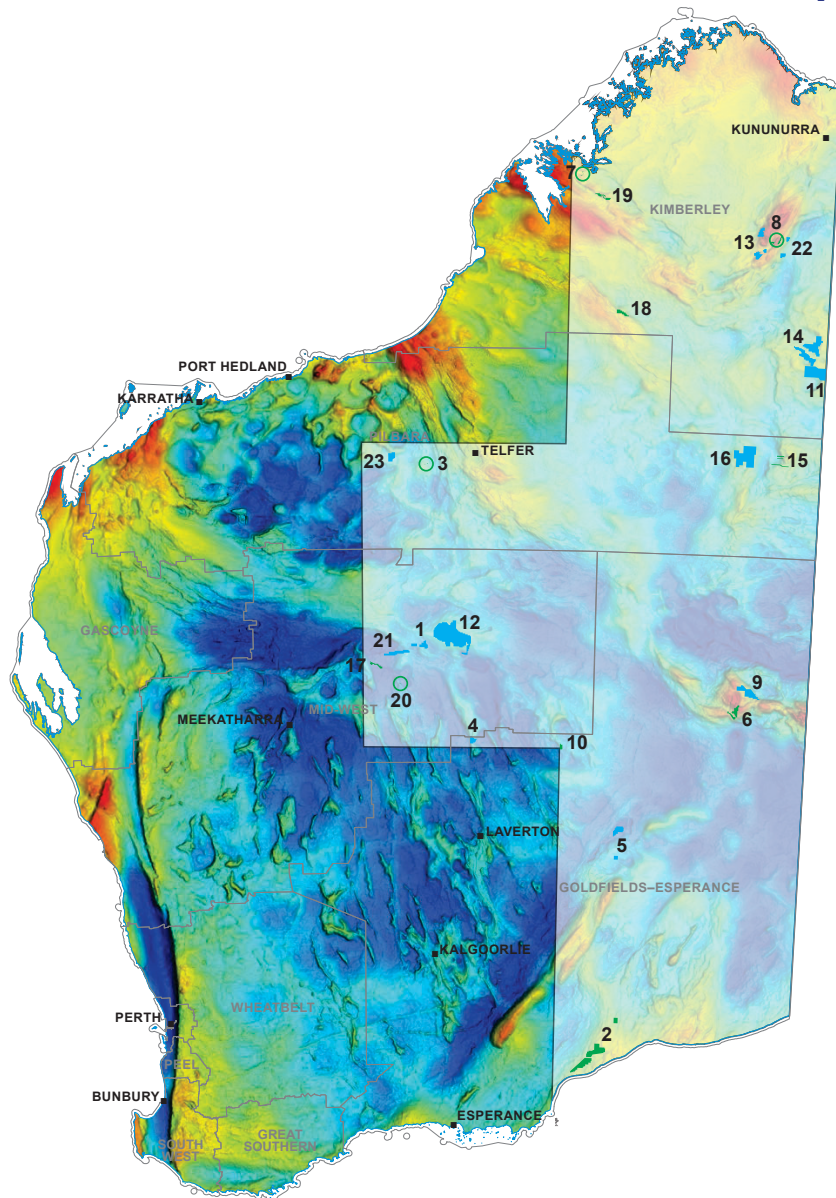 KUNUNURRA
7
19
KIMBERLEY
8
13
22
18
14
PORT HEDLAND
11
KARRATHA
PILBARA
TELFER
23
3
16
15
GASCOYNE
1
12
21
17
9
20
MID-WEST
6
MEEKATHARRA
4
10
LAVERTON
5
GOLDFIELDS–ESPERANCE
KALGOORLIE
WHEATBELT
PERTH
2
PEEL
BUNBURY
ESPERANCE
GREAT
SOUTHERN
SOUTH
WEST